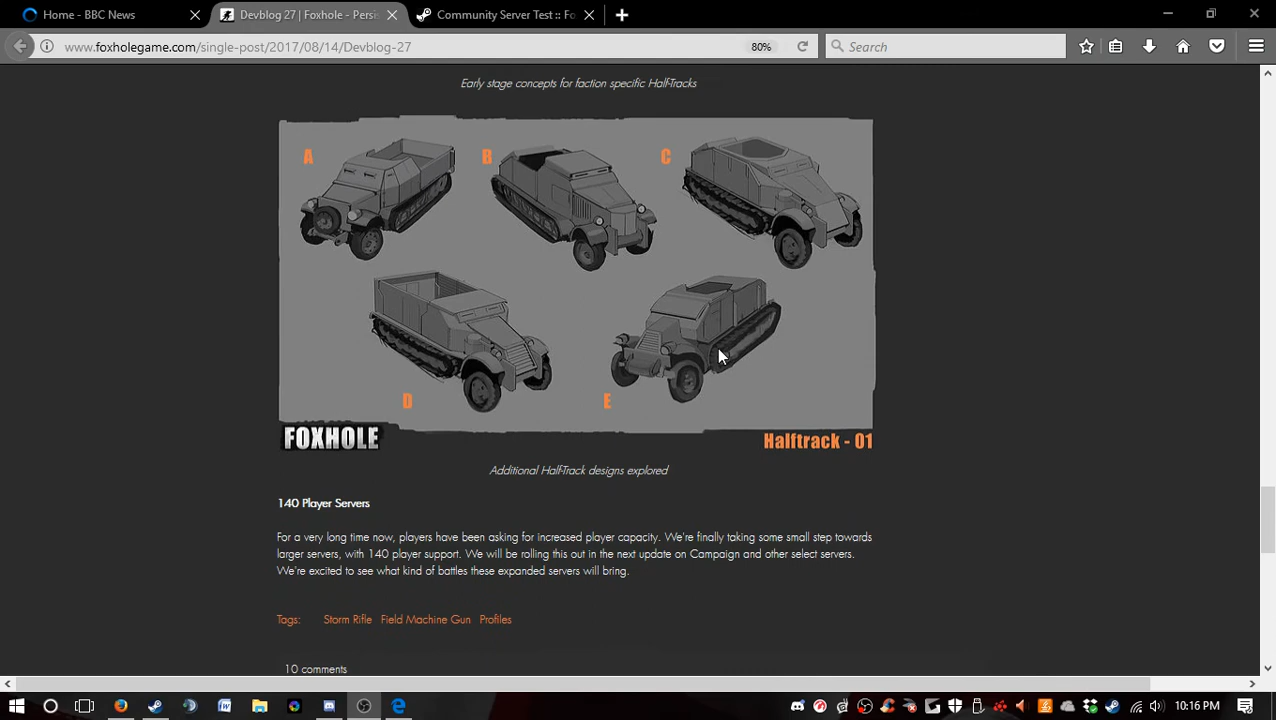 Home - BBC News
Devblog 27 | Foxhole - Persis
Community Server Test :: Fo
www.foxholegame.com/single-post/2017/08/14/Devblog-27
80%
Search
Early stage concepts for faction specific Half-Tracks
A
B
C
D
E
FOXHOLE
Halftrack - 01
Additional Half-Track designs explored
140 Player Servers
For a very long time now, players have been asking for increased player capacity. We're finally taking some small step towards
larger servers, with 140 player support. We will be rolling this out in the next update on Campaign and other select servers.
We're excited to see what kind of battles these expanded servers will bring.
Tags: Storm Rifle Field Machine Gun Profiles
10 comments
10:16 PM